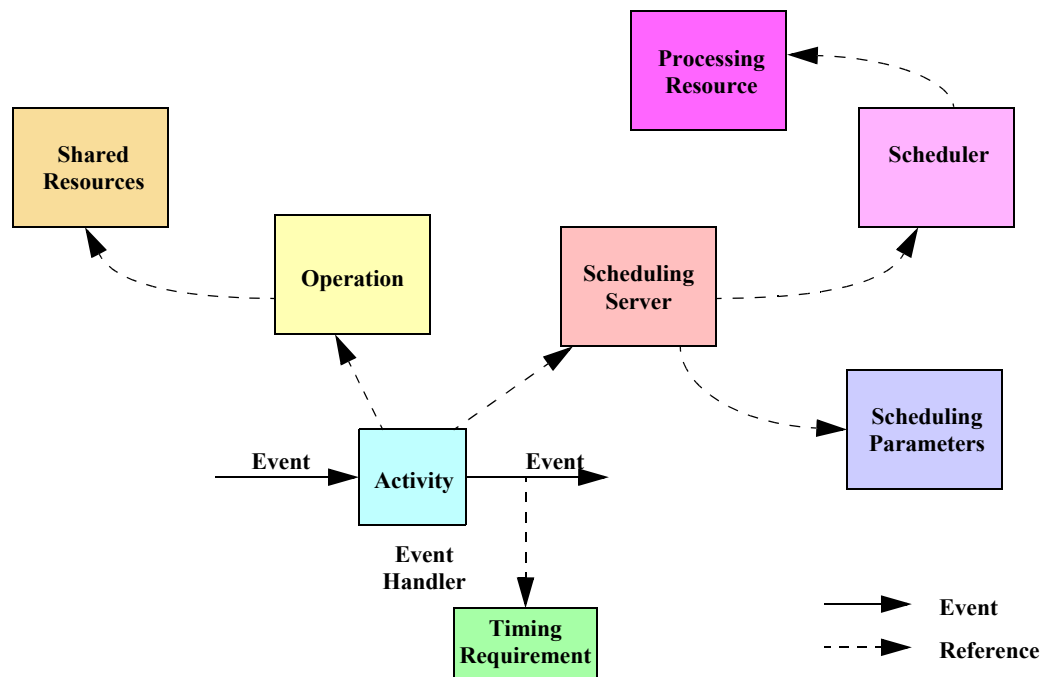 Processing
Resource
Shared
Resources
Scheduler
Operation
Scheduling
Server
Scheduling
Parameters
Event
Activity
Event
Event
Handler
Timing
Requirement
Event
Reference